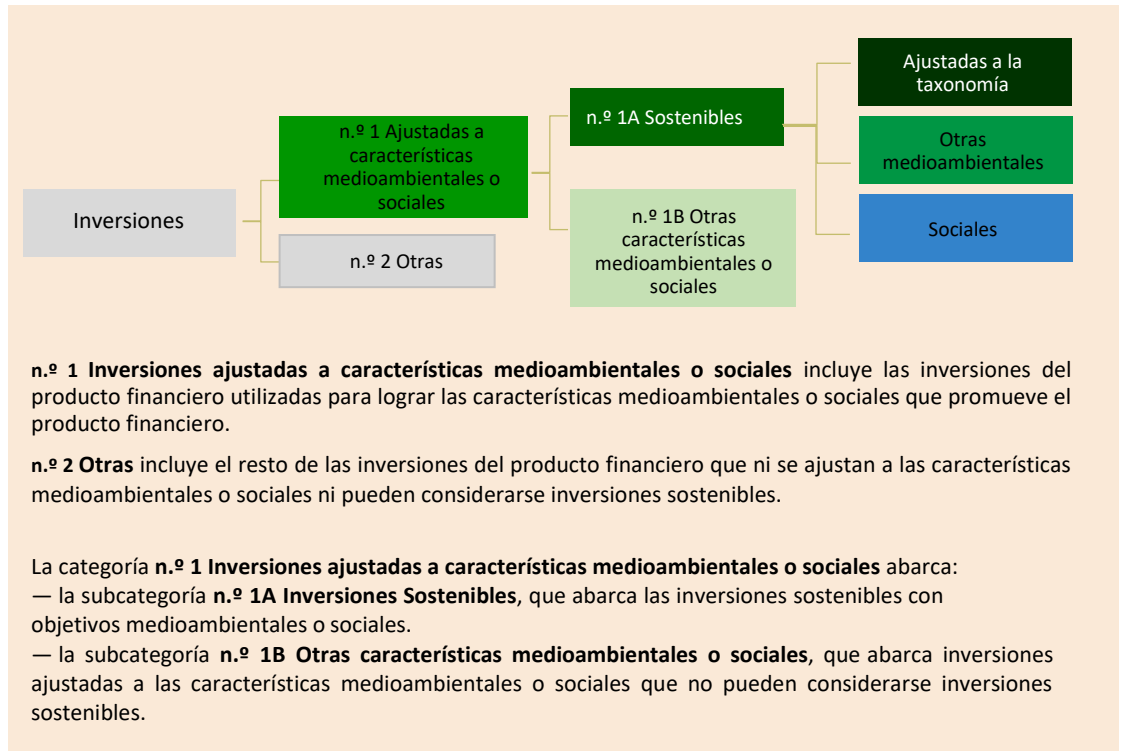 Inversiones
n.º 1 Ajustadas a
características
medioambientales o
sociales
n.º 2 Otras
n.º 1A Sostenibles
n.º 1B Otras
características
medioambientales o
sociales
Ajustadas a la
taxonomía
Otras
medioambientales
Sociales
n.º 1 Inversiones ajustadas a características medioambientales o sociales incluye las inversiones del
producto financiero utilizadas para lograr las características medioambientales o sociales que promueve el
producto financiero.
n.º 2 Otras incluye el resto de las inversiones del producto financiero que ni se ajustan a las características
medioambientales o sociales ni pueden considerarse inversiones sostenibles.
La categoría n.º 1 Inversiones ajustadas a características medioambientales o sociales abarca:
— la subcategoría n.º 1A Inversiones Sostenibles, que abarca las inversiones sostenibles con
objetivos medioambientales o sociales.
— la subcategoría n.º 1B Otras características medioambientales o sociales, que abarca inversiones
ajustadas a las características medioambientales o sociales que no pueden considerarse inversiones
sostenibles.